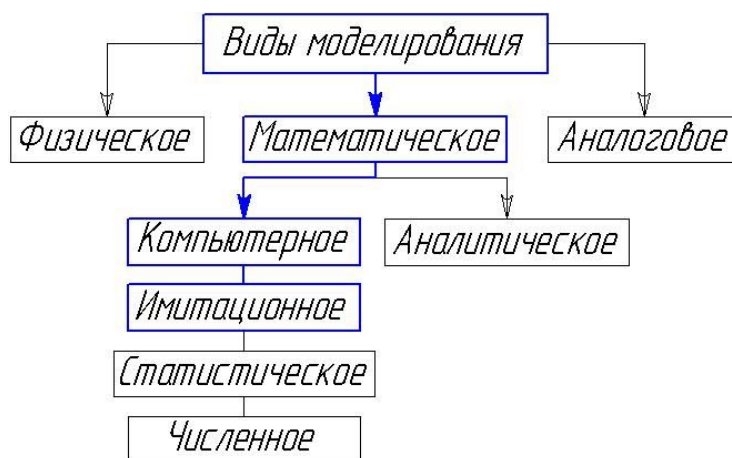 Виды моделирования
Физическое
Математическое
Аналоговое
Компьютерное
Аналитическое
Имитационное
Статистическое
Численное